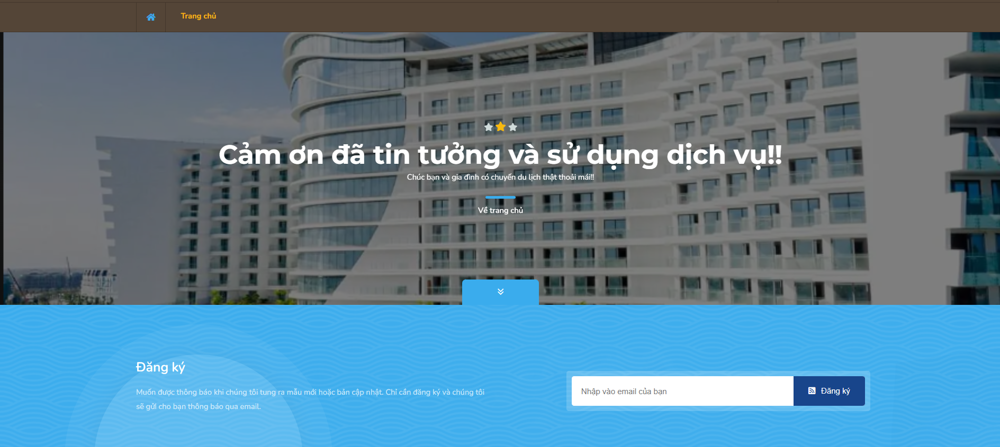 Trang chủ
Cảm ơn đã tin tưởng và sử dụng dịch vụ!!
Chúc bạn và gia đình có chuyến du lịch thật thoải mái!!
Về trang chủ
Đăng ký
Muốn được thông báo khi chúng tôi tung ra mẫu mới hoặc bản cập nhật. Chỉ cần đăng ký và chúng tôi
sẽ gửi cho bạn thông báo qua email.
Nhập vào email của bạn
Đăng ký